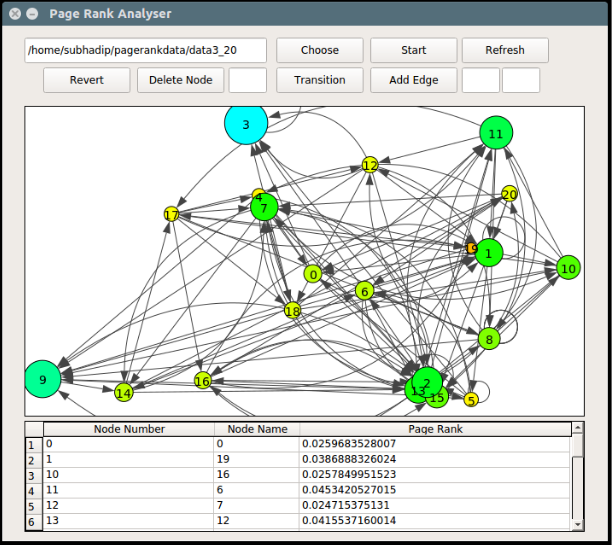 Page Rank Analyser
/home/subhadip/pagerankdata/data3_20 Choose Start Refresh
Revert Delete Node Transition Add Edge
3
11
12
20
17
4
7
19
1
10
0
6
18
8
9
16
2
13
14
15
5
Node Number Node Name Page Rank
1 0 0 0.0259683528007
2 1 19 0.0386888326024
3 10 16 0.0257849451523
4 11 6 0.0453420527015
5 12 7 0.024715375131
6 13 12 0.0415537160014